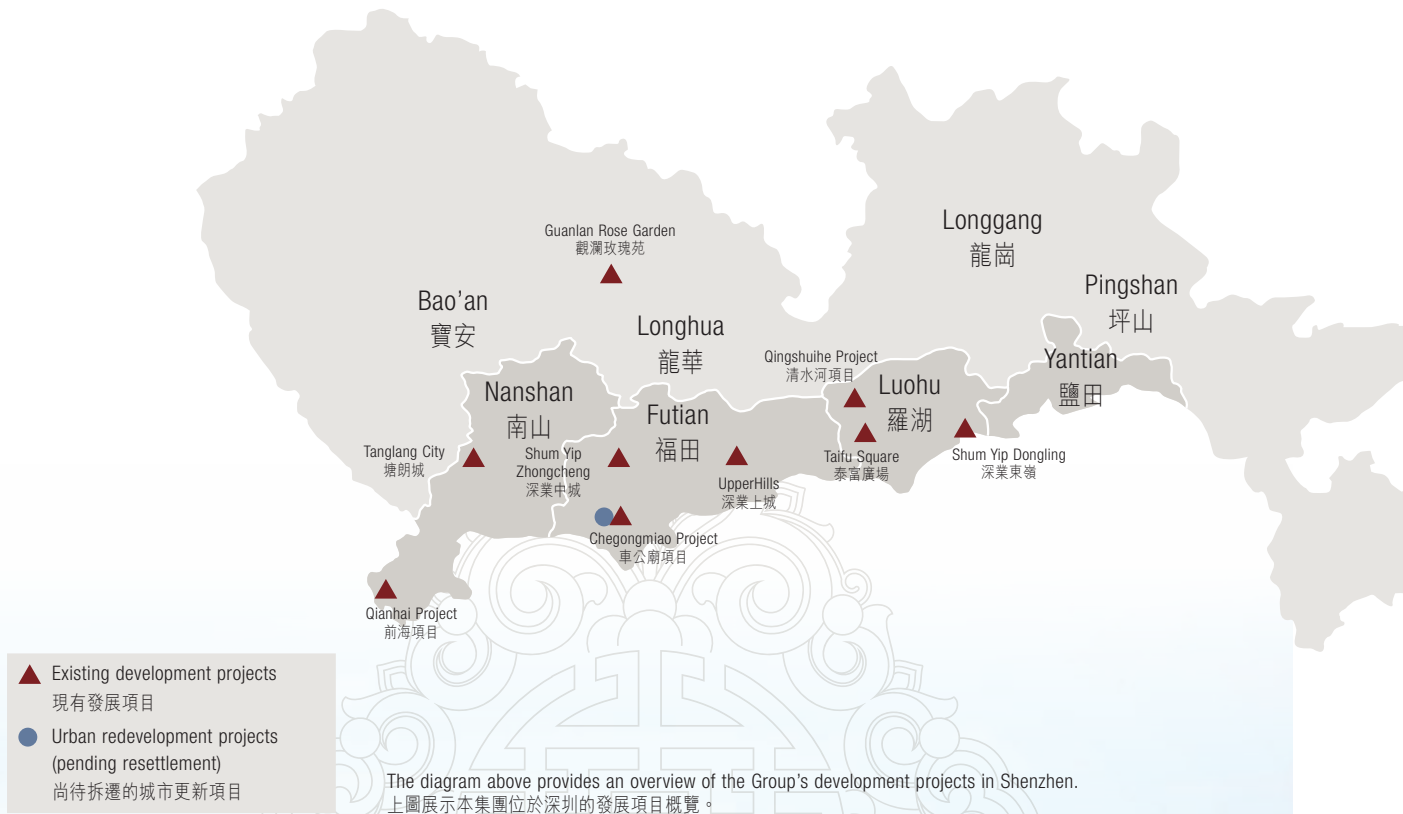 Guanlan Rose Garden
觀瀾玫瑰苑
Longgang
龍崗
Pingshan
坪山
Bao’an
寶安
Longhua
龍華
Qingshuihe Project
清水河項目
Luohu
羅湖
Yantian
鹽田
Nanshan
南山
Futian
福田
Tanglang City
塘朗城
Shum Yip
Zhongcheng
深業中城
UpperHills
深業上城
Taifu Square
泰富廣場
Shum Yip Dongling
深業東嶺
Chegongmiao Project
車公廟項目
Qianhai Project
前海項目
Existing development projects
現有發展項目
Urban redevelopment projects
(pending resettlement)
尚待拆遷的城市更新項目
The diagram above provides an overview of the Group’s development projects in Shenzhen.
上圖展示本集團位於深圳的發展項目概覽。